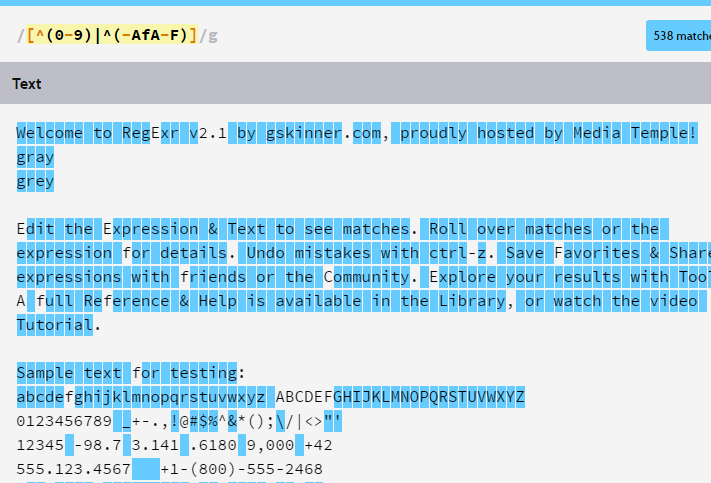 /[^(0-9)|^(-AfA-F)]/g
538 matche
Text
Welcome to RegExr v2.1 by gskinner.com, proudly hosted by Media Temple!
gray
grey
Edit the Expression & Text to see matches. Roll over matches or the
expression for details. Undo mistakes with ctrl-z. Save Favorites & Share
expressions with friends or the Community. Explore your results with Tool
A full Reference & Help is available in the Library, or watch the video
Tutorial.
Sample text for testing:
abcdefghijklmnopqrstuvwxyz ABCDEFGHIJKLMNOPQRSTUVWXYZ
0123456789 _+-.,!@#$%^&*();\/|<>"'
12345 -98.7 3.141 .6180 9,000 +42
555.123.4567 +1-(800)-555-2468